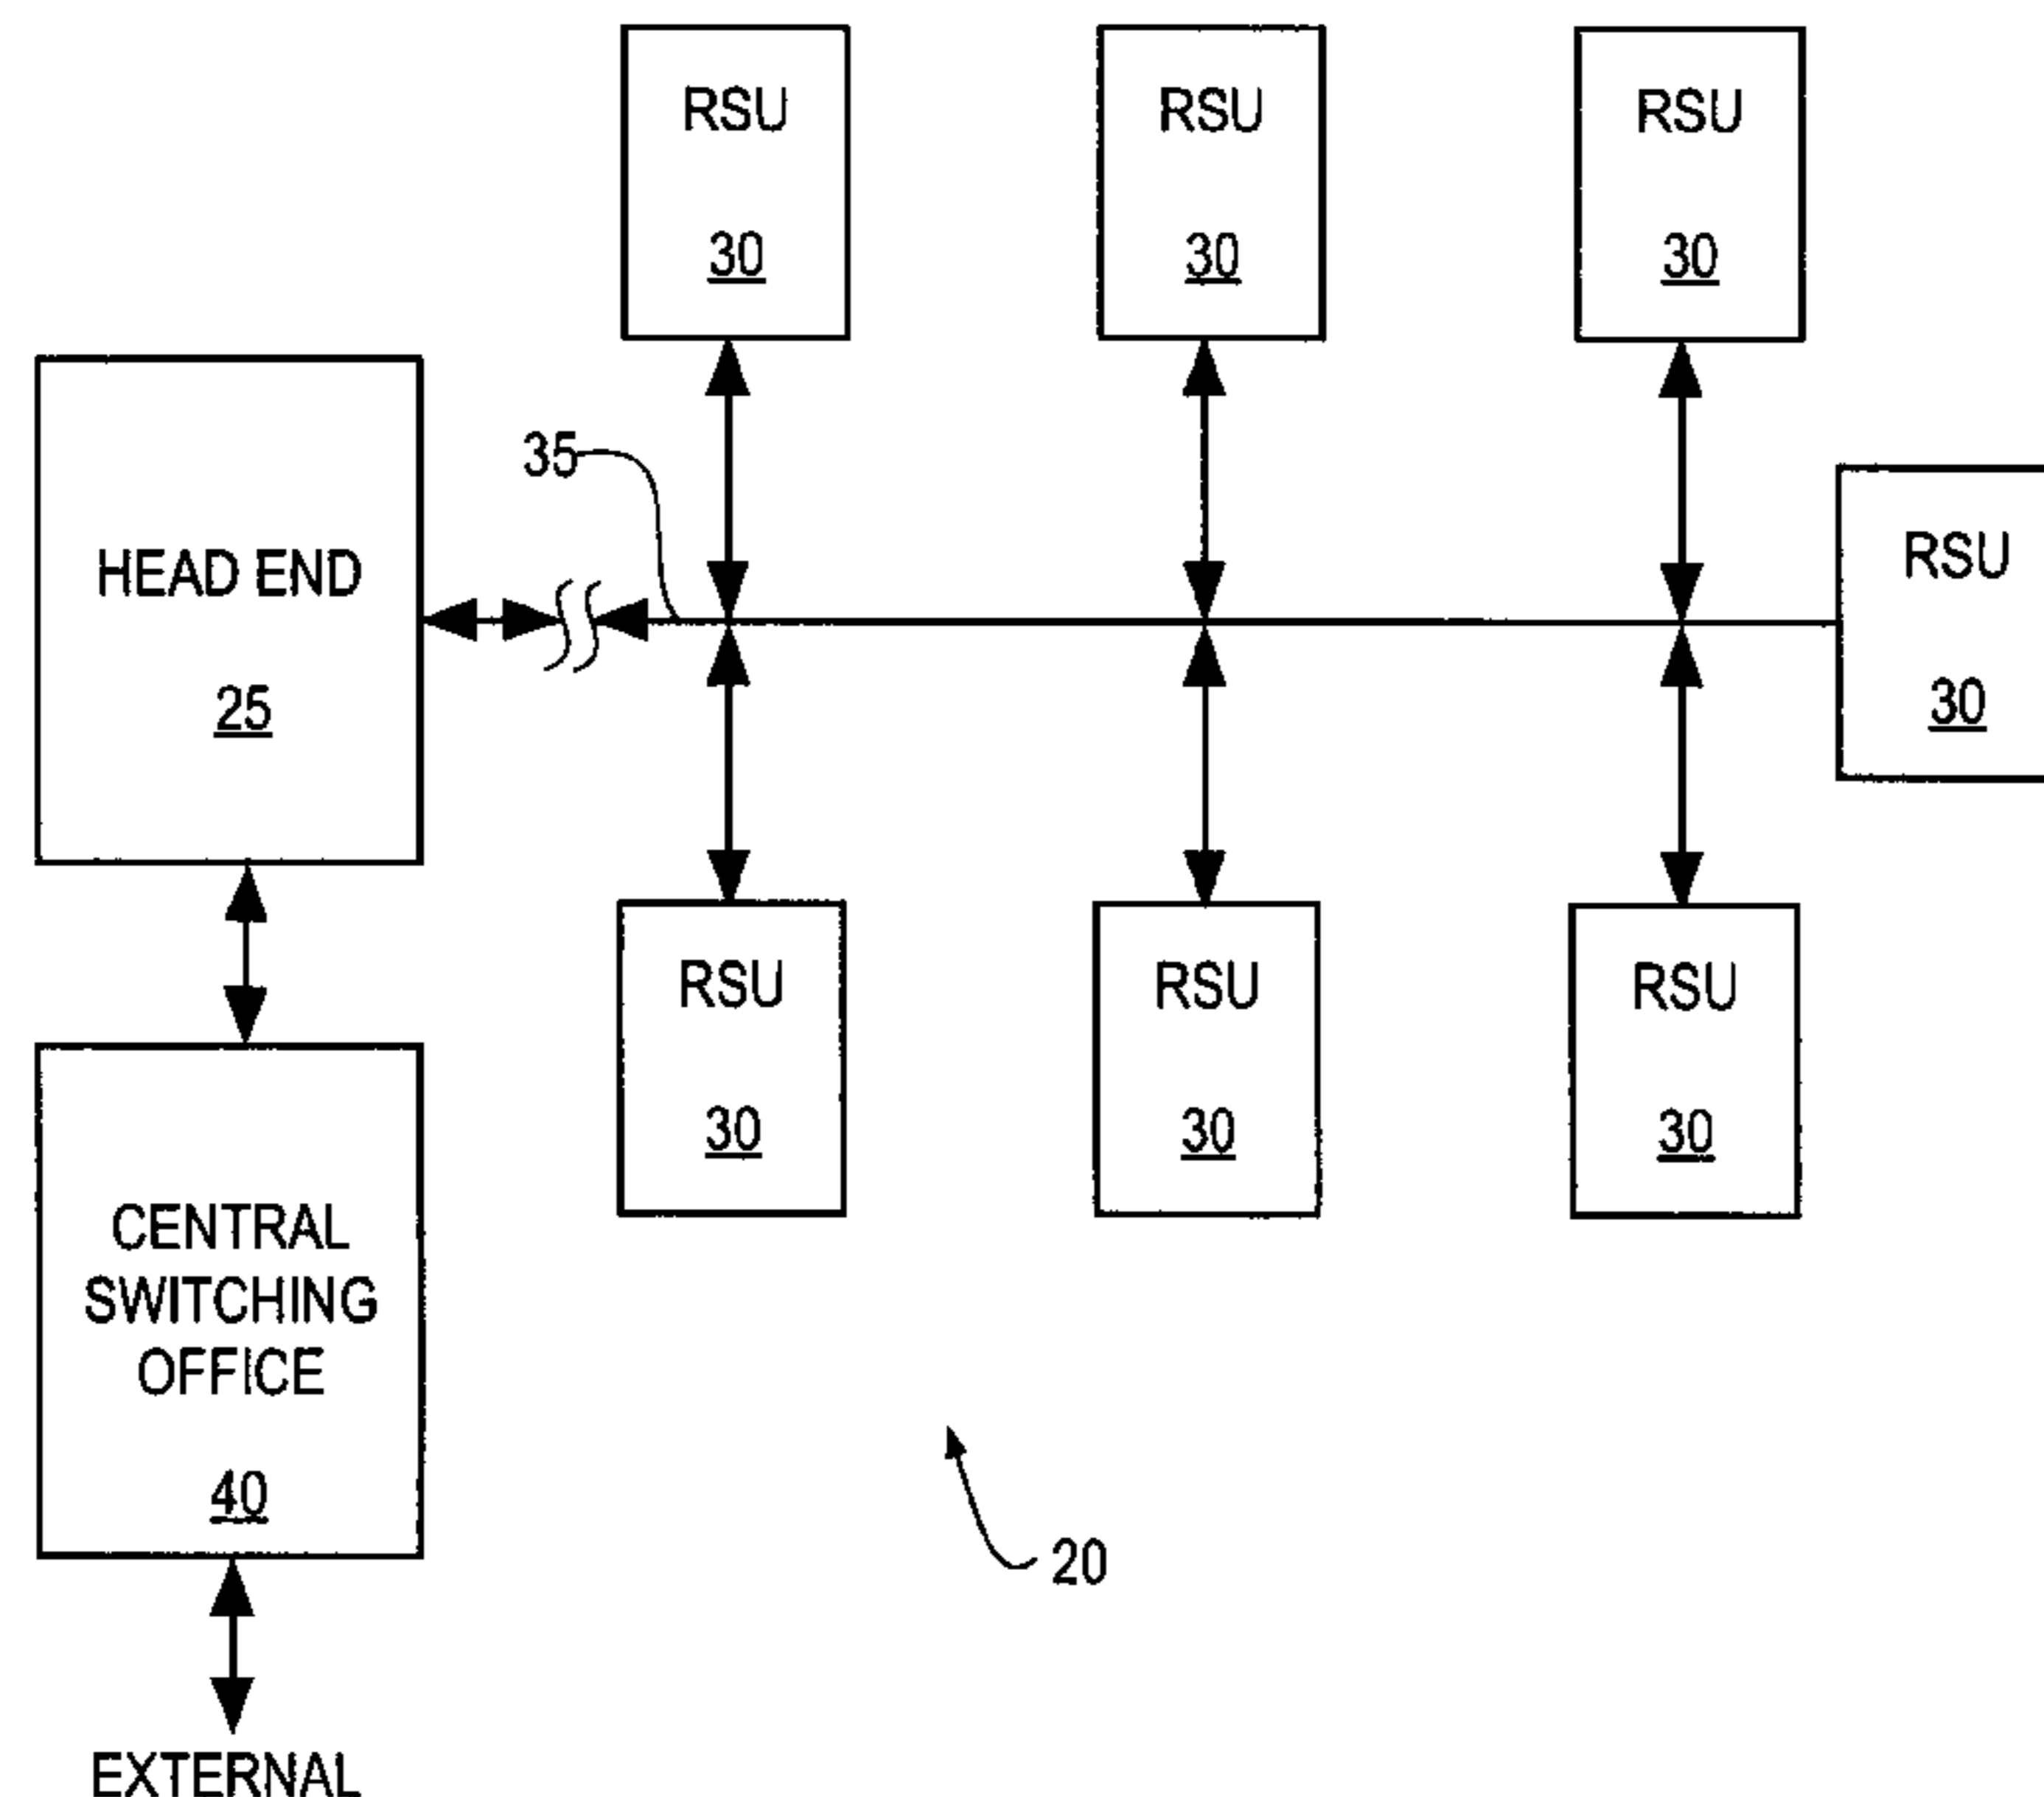 RSU
30
RSU
30
RSU
30
35
HEAD END
25
RSU
30
RSU
30
RSU
30
RSU
30
CENTRAL
SWITCHING
OFFICE
40
20
EXTERNAL